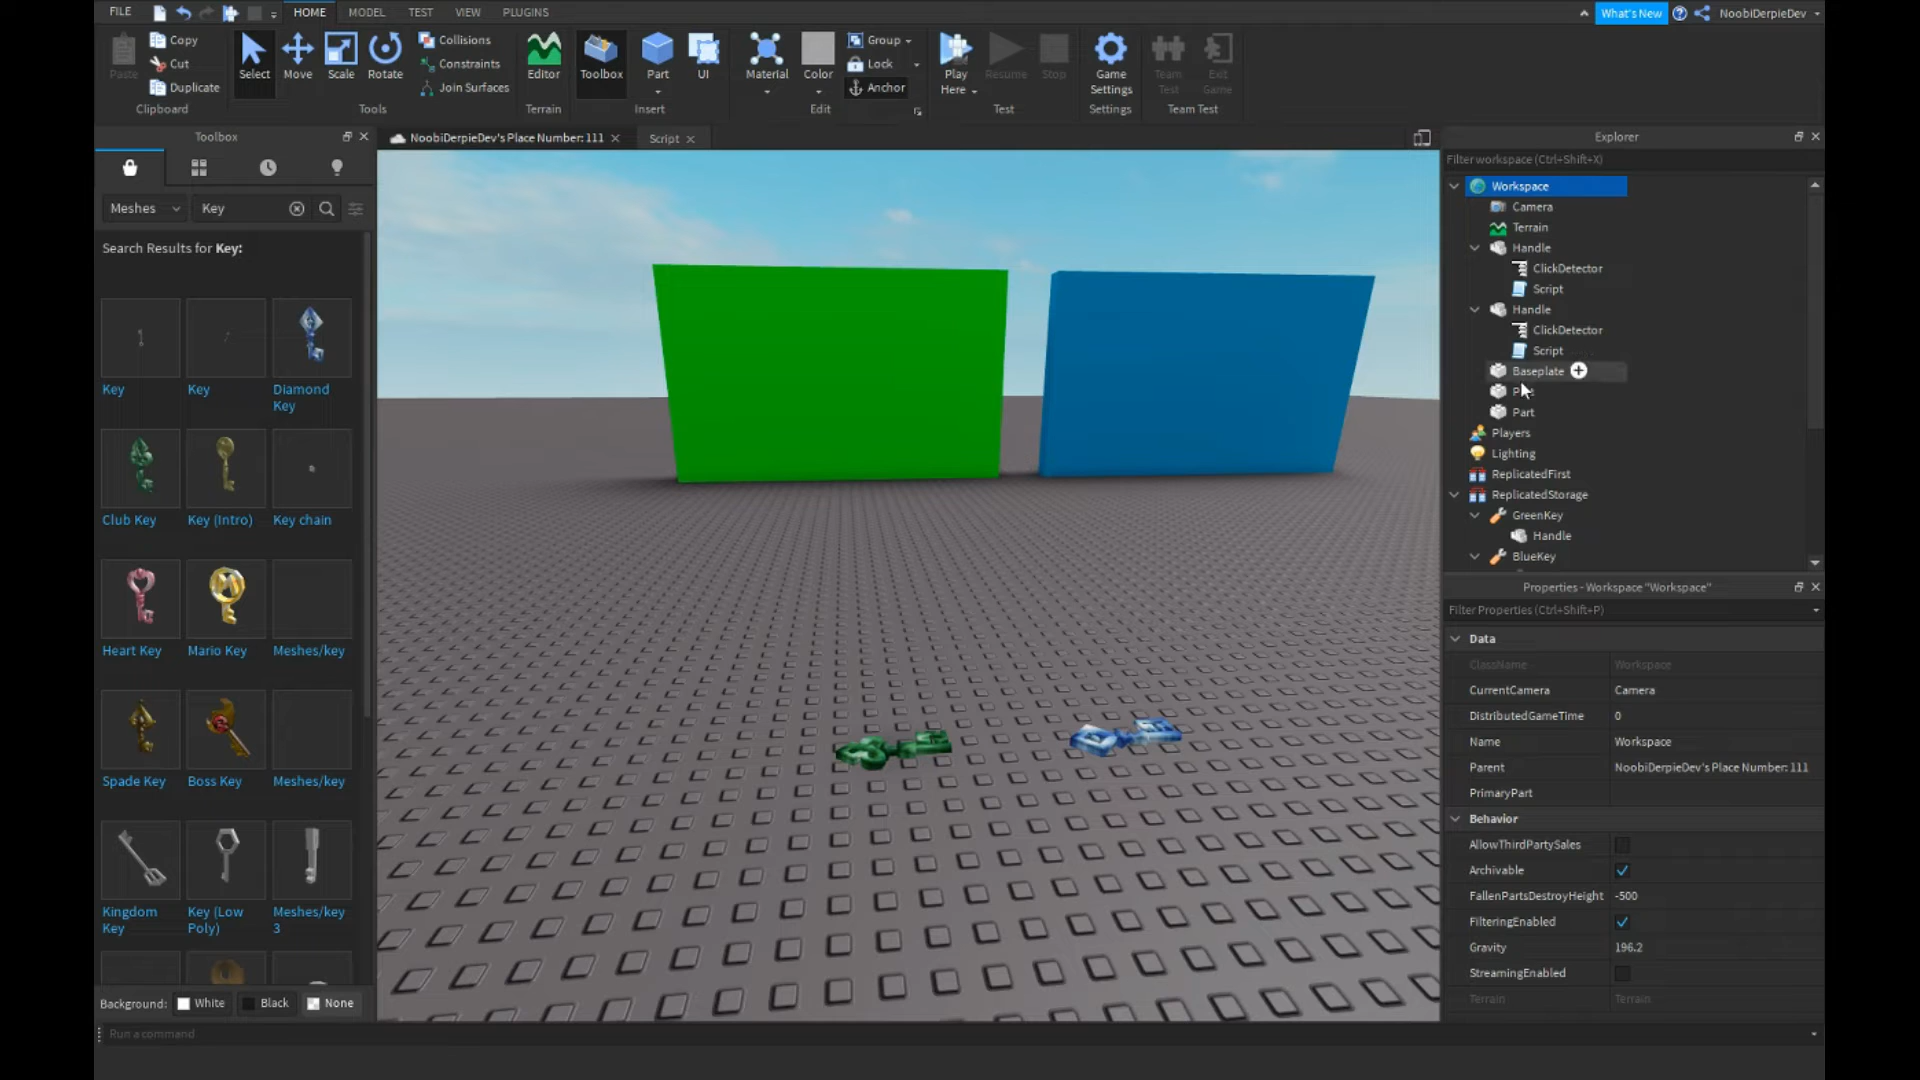 FILE
HOME
MODEL
TEST
VIEW
PLUGINS
What's New
NoobiDerpieDev
Paste
Copy
Cut
Duplicate
Clipboard
Select
Move
Scale
Rotate
Collisions
Constraints
Join Surfaces
Tools
Editor
Terrain
Toolbox
Part
UI
Insert
Material
Color
Group
Lock
Anchor
Edit
Play
Here
Resume
Stop
Test
Game
Settings
Settings
Team
Test
Exit
Game
Team Test
Toolbox
NoobiDerpieDev's Place Number: 111
Script
Explorer
Meshes
Key
Search Results for Key:
Key
Key
Diamond
Key
Club Key
Key (Intro)
Key chain
Heart Key
Mario Key
Meshes/key
Spade Key
Boss Key
Meshes/key
Kingdom
Key
Key (Low
Poly)
Meshes/key
3
Background:
White
Black
None
Run a command
Filter workspace (Ctrl+Shift+X)
Workspace
Camera
Terrain
Handle
ClickDetector
Script
Handle
ClickDetector
Script
Baseplate
Part
Players
Lighting
ReplicatedFirst
ReplicatedStorage
GreenKey
Handle
BlueKey
Properties - Workspace "Workspace"
Filter Properties (Ctrl+Shift+P)
Data
ClassName Workspace
CurrentCamera Camera
DistributedGameTime 0
Name Workspace
Parent NoobiDerpieDev's Place Number: 111
PrimaryPart
Behavior
AllowThirdPartySales
Archivable
FallenPartsDestroyHeight -500
FilteringEnabled
Gravity 196.2
StreamingEnabled
Terrain Terrain